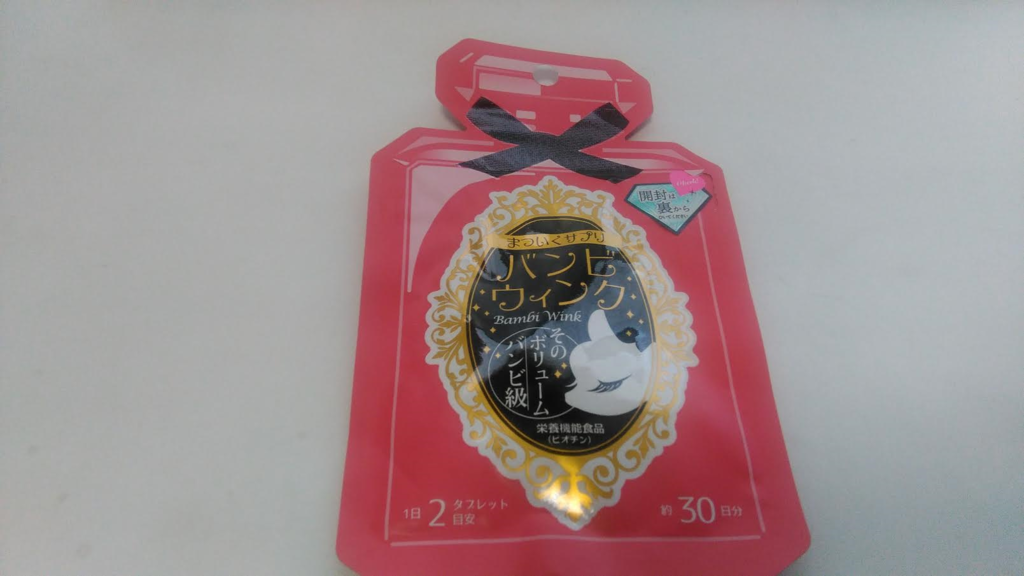 開封は
裏から
まついくサプリ
バンビ
ウィンク
Bambi Wink
その
ボリューム
バンビ級
栄養機能食品
(ビオチン)
1日 2 タブレット
目安
約 30 日分